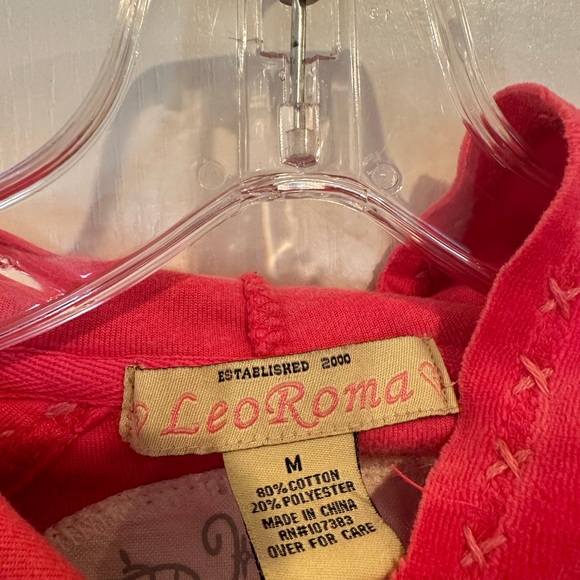 ESTABLISHED 2000
LeoRoma
M
80% COTTON
20% POLYESTER
MADE IN CHINA
RN#107383
OVER FOR CARE